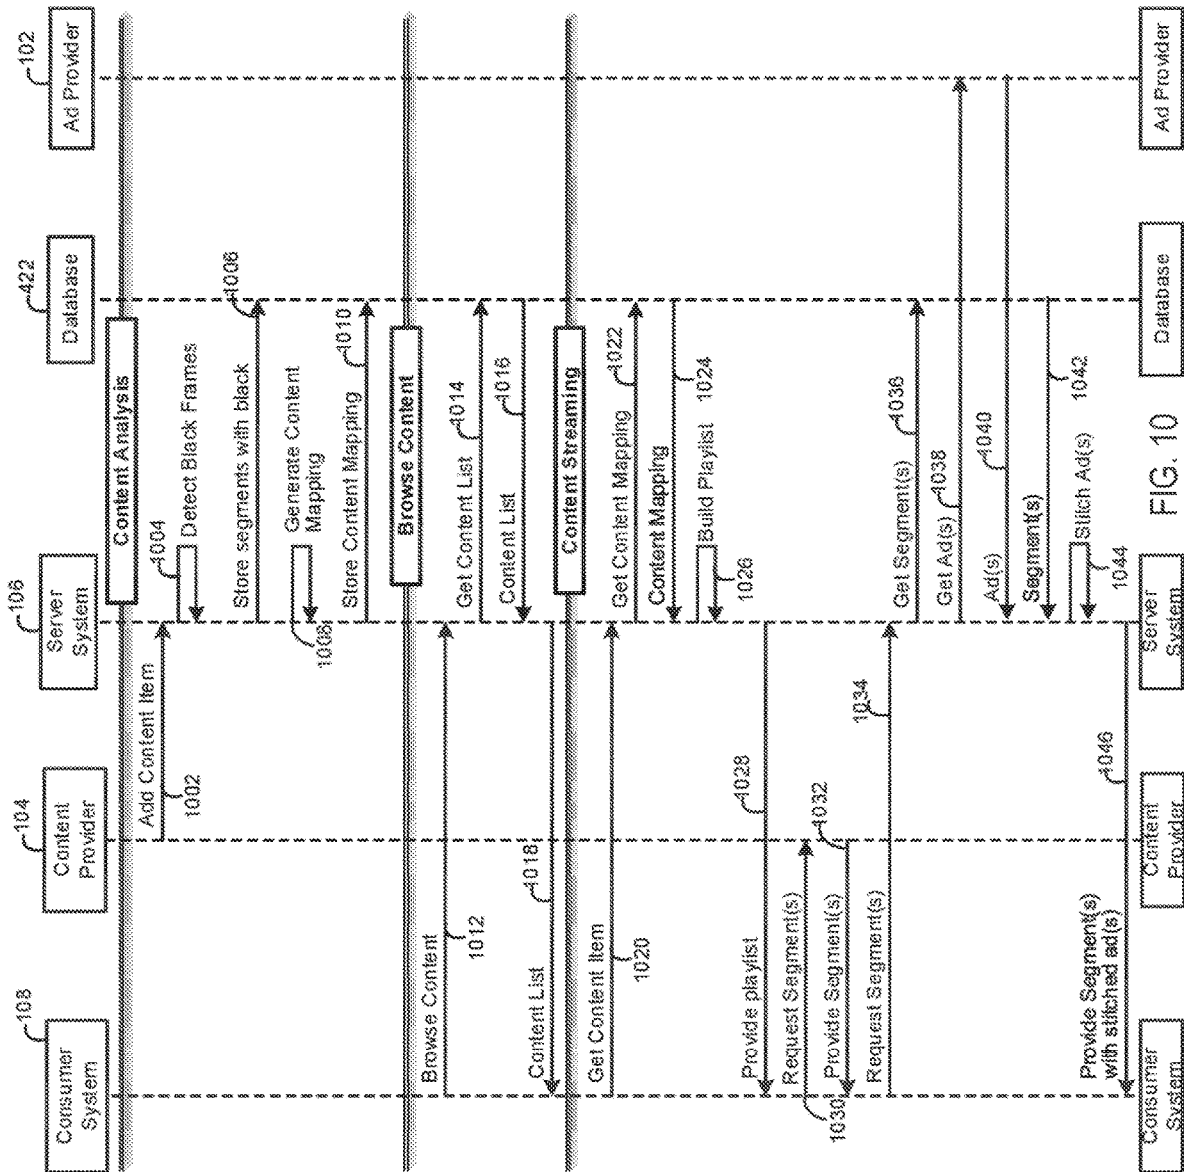 108
Consumer
System
104
Content
Provider
106
Server
System
422
Database
102
Ad Provider
Content Analysis
Add Content Item
1002
1004
Detect Black Frames
Store segments with black
1006
Generate Content
Mapping
1008
Store Content Mapping
1010
Browse Content
Browse Content
1012
Get Content List
1014
Content List
1016
Content List
1018
Content Streaming
Get Content Item
1020
Get Content Mapping
1022
Content Mapping
1024
Build Playlist
1026
Provide playlist
1028
Request Segment(s)
1030
Provide Segment(s)
1032
Request Segment(s)
1034
Get Segment(s)
1036
Get Ad(s)
1038
Ad(s)
1040
Segment(s)
1042
Stitch Ad(s)
1044
Provide Segment(s)
with stitched ad(s)
1046
Consumer
System
Content
Provider
Server
System
Database
Ad Provider
FIG. 10